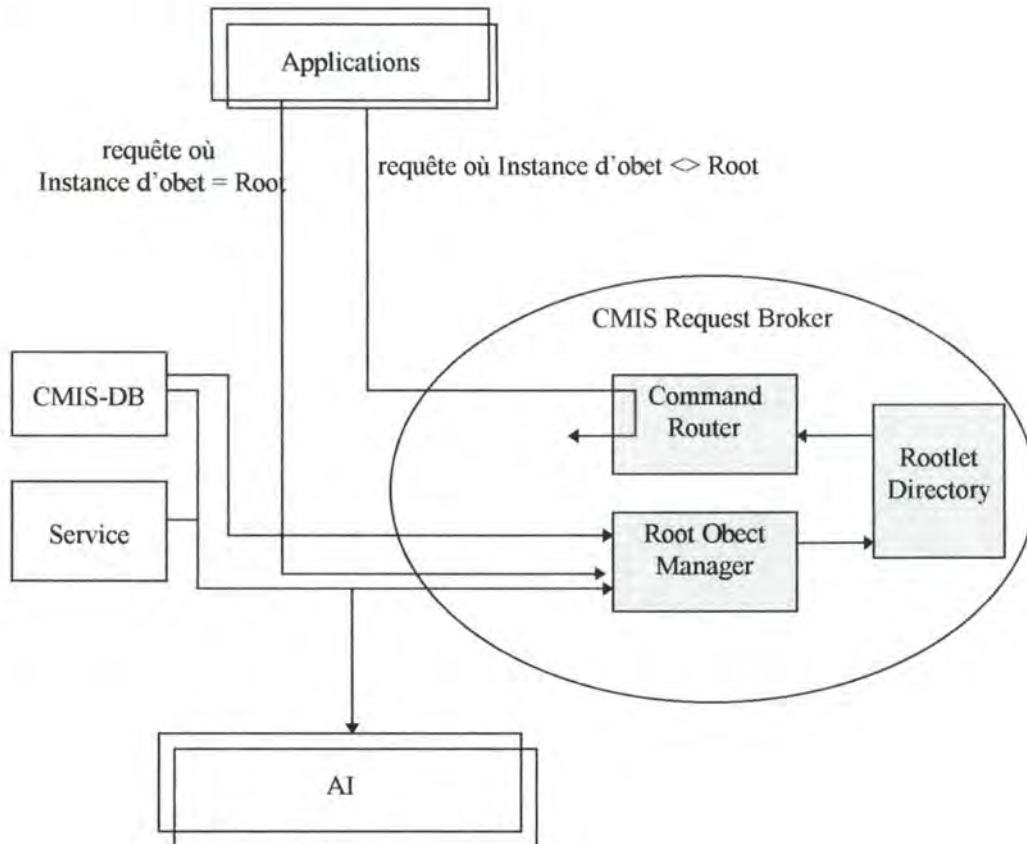 Applications
requête où
Instance d'obet = Root
requête où Instance d'obet <> Root
CMIS Request Broker
CMIS-DB
Command
Router
Rootlet
Directory
Service
Root Obect
Manager
AI